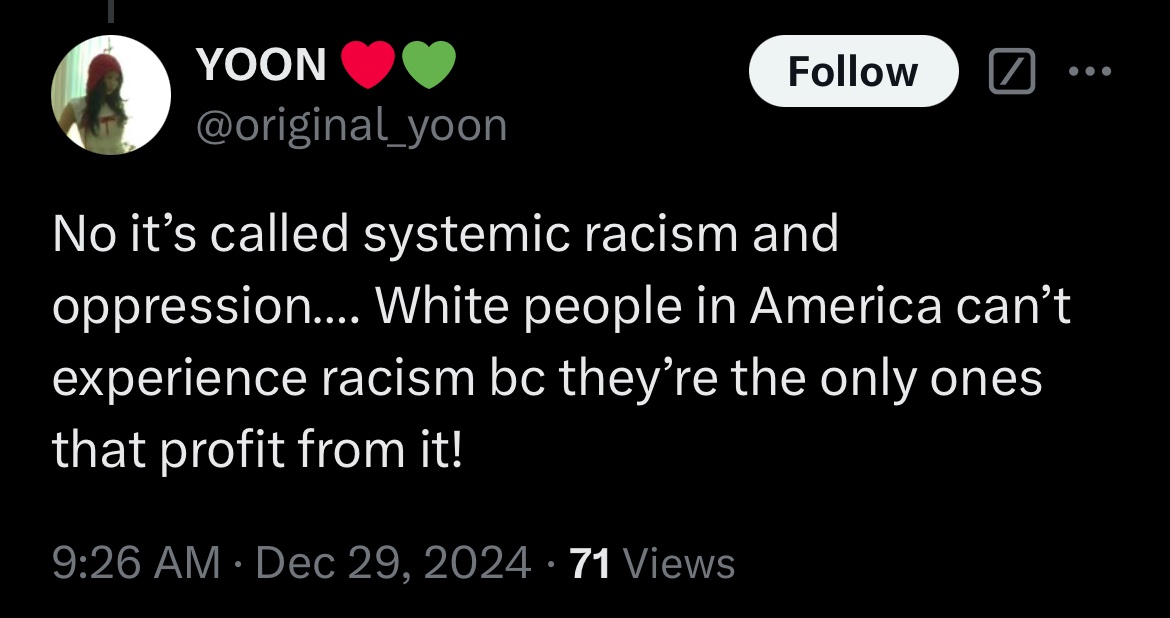 YOON ❤️💚
@original_yoon
Follow
No it’s called systemic racism and
oppression.... White people in America can’t
experience racism bc they’re the only ones
that profit from it!
9:26 AM · Dec 29, 2024 · 71 Views